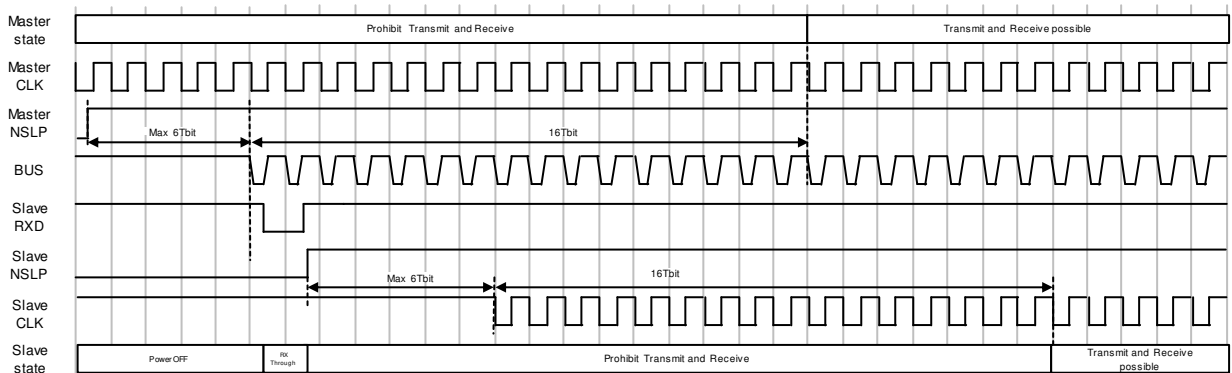 Master
state
Prohibit Transmit and Receive
Transmit and Receive possible
Master
CLK
Master
NSLP
Max 6Tbit
16Tbit
BUS
Slave
RXD
Slave
NSLP
Max 6Tbit
16Tbit
Slave
CLK
Slave
state
PowerOFF
RX
Through
Prohibit Transmit and Receive
Transmit and Receive
possible